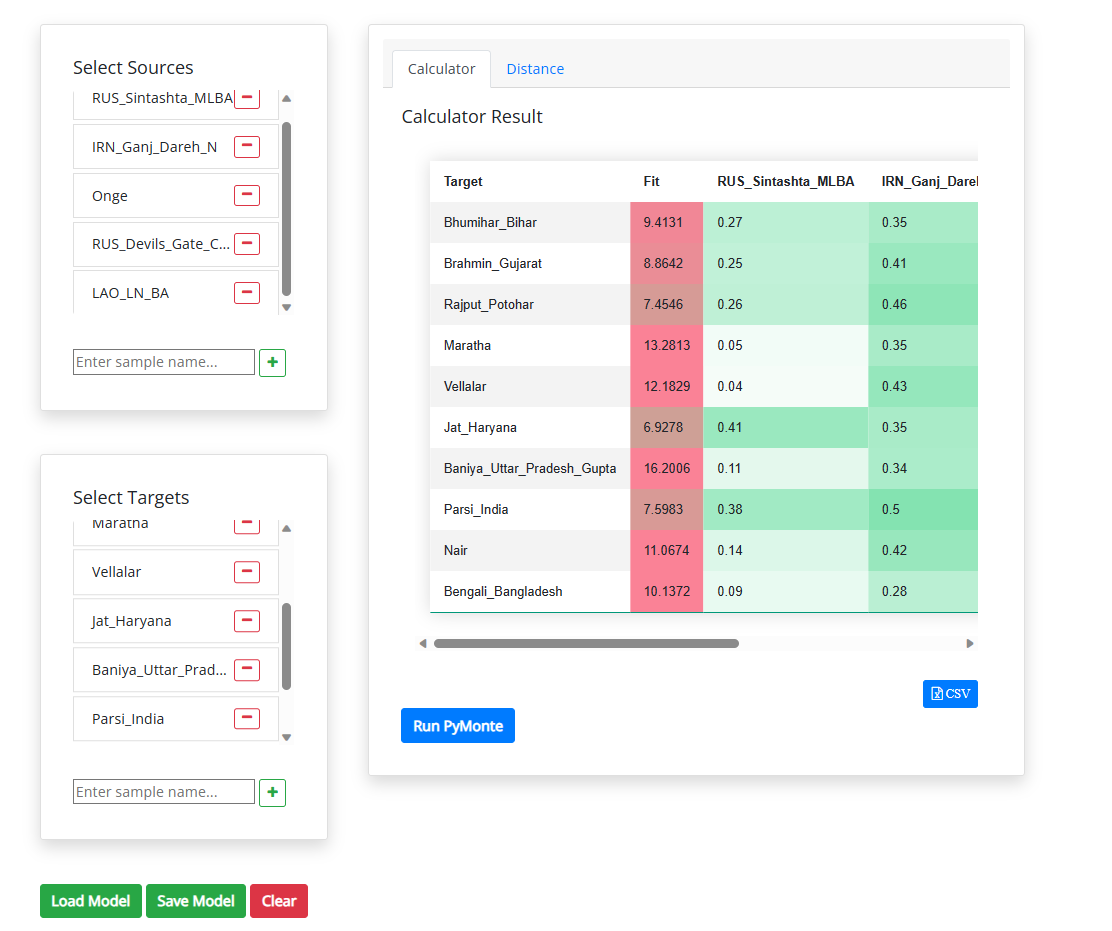 Select Sources
RUS_Sintashta_MLBA
IRN_Ganj_Dareh_N
Onge
RUS_Devils_Gate_C...
LAO_LN_BA
Enter sample name...
Select Targets
Maratha
Vellalar
Jat_Haryana
Baniya_Uttar_Prad...
Parsi_India
Enter sample name...
Load Model Save Model Clear
Calculator Distance
Calculator Result
Target Fit RUS_Sintashta_MLBA IRN_Ganj_Dareh
Bhumihar_Bihar 9.4131 0.27 0.35
Brahmin_Gujarat 8.8642 0.25 0.41
Rajput_Potohar 7.4546 0.26 0.46
Maratha 13.2813 0.05 0.35
Vellalar 12.1829 0.04 0.43
Jat_Haryana 6.9278 0.41 0.35
Baniya_Uttar_Pradesh_Gupta 16.2006 0.11 0.34
Parsi_India 7.5983 0.38 0.5
Nair 11.0674 0.14 0.42
Bengali_Bangladesh 10.1372 0.09 0.28
CSV
Run PyMonte